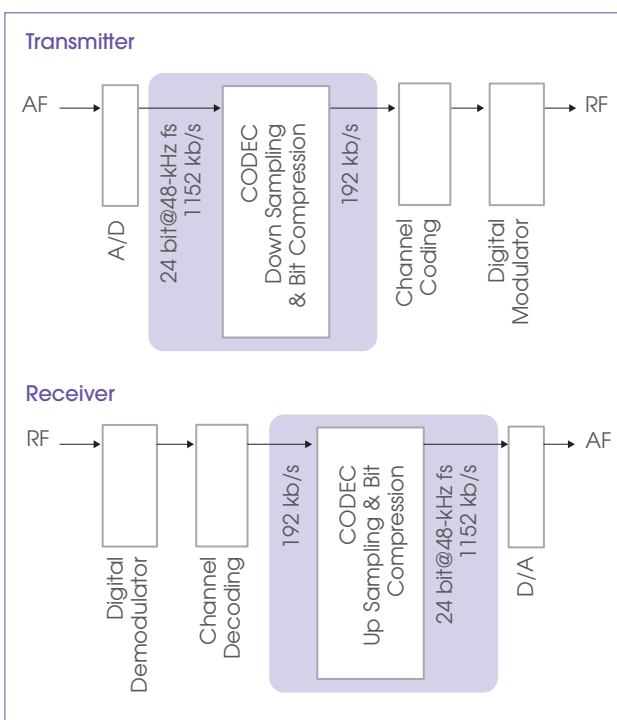 Transmitter
AF
A/D
24 bit@48-kHz fs
1152 kb/s
CODEC
Down Sampling
& Bit Compression
192 kb/s
Channel
Coding
Digital
Modulator
RF
Receiver
RF
Digital
Demodulator
Channel
Decoding
192 kb/s
CODEC
Up Sampling & Bit
Compression
24 bit@48-kHz fs
1152 kb/s
D/A
AF